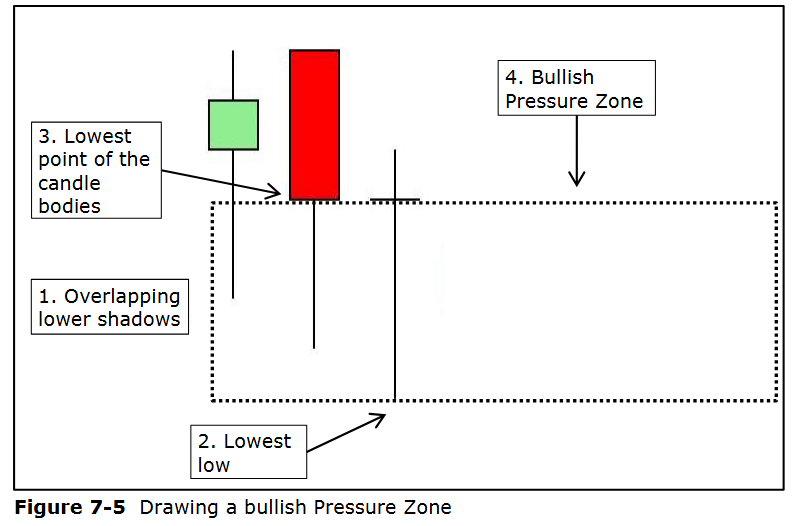 4. Bullish
Pressure Zone
3. Lowest
point of the
candle
bodies
1. Overlapping
lower shadows
2. Lowest
low
Figure 7-5 Drawing a bullish Pressure Zone